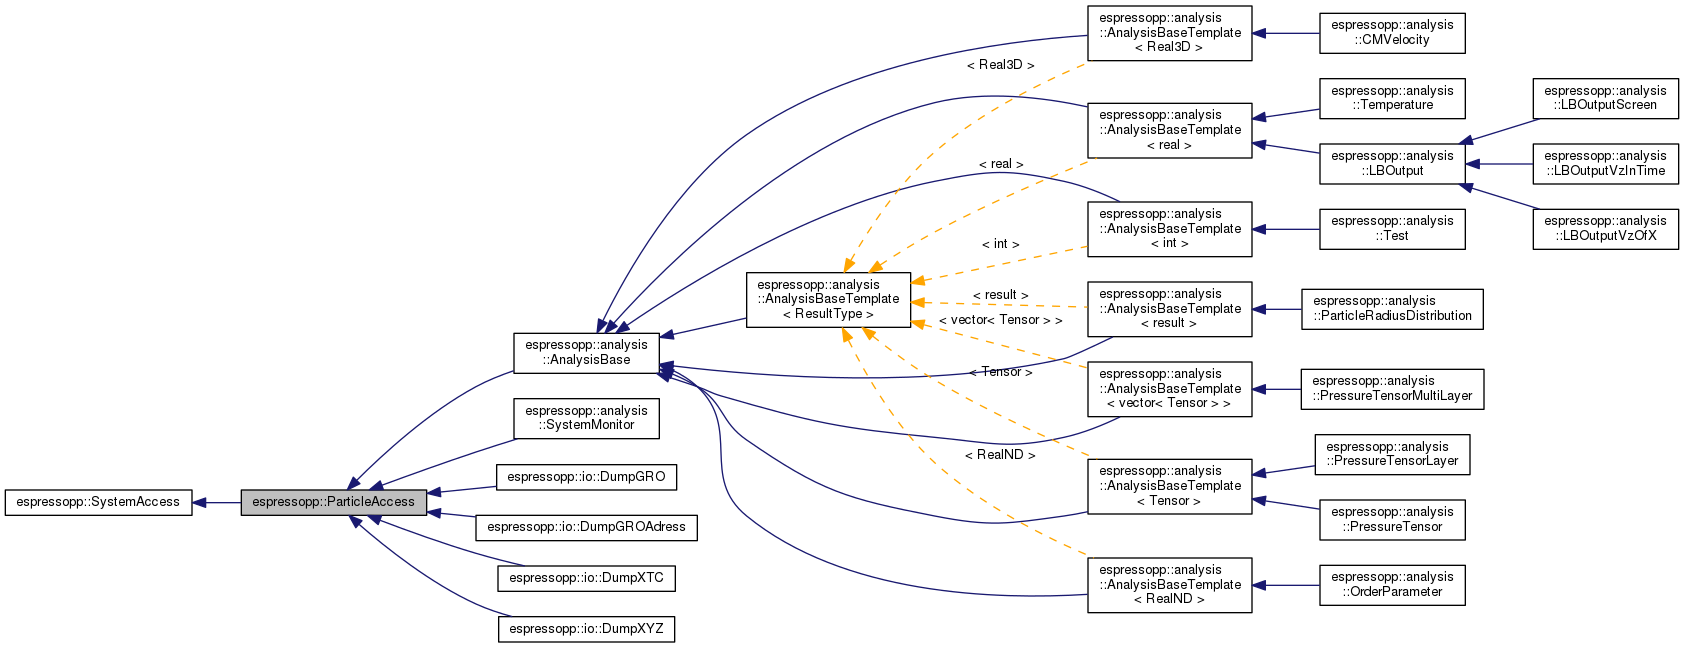 espressopp::SystemAccess
espressopp::ParticleAccess
espressopp::analysis
::AnalysisBase
espressopp::analysis
::SystemMonitor
espressopp::io::DumpGRO
espressopp::io::DumpGROAdress
espressopp::io::DumpXTC
espressopp::io::DumpXYZ
espressopp::analysis
::AnalysisBaseTemplate
< ResultType >
< Real3D >
< real >
< int >
< result >
< vector< Tensor > >
< Tensor >
< RealND >
espressopp::analysis
::AnalysisBaseTemplate
< Real3D >
espressopp::analysis
::AnalysisBaseTemplate
< real >
espressopp::analysis
::AnalysisBaseTemplate
< int >
espressopp::analysis
::AnalysisBaseTemplate
< result >
espressopp::analysis
::AnalysisBaseTemplate
< vector< Tensor > >
espressopp::analysis
::AnalysisBaseTemplate
< Tensor >
espressopp::analysis
::AnalysisBaseTemplate
< RealND >
espressopp::analysis
::CMVelocity
espressopp::analysis
::Temperature
espressopp::analysis
::LBOutput
espressopp::analysis
::Test
espressopp::analysis
::ParticleRadiusDistribution
espressopp::analysis
::PressureTensorMultiLayer
espressopp::analysis
::PressureTensorLayer
espressopp::analysis
::PressureTensor
espressopp::analysis
::OrderParameter
espressopp::analysis
::LBOutputScreen
espressopp::analysis
::LBOutputVzInTime
espressopp::analysis
::LBOutputVzOfX